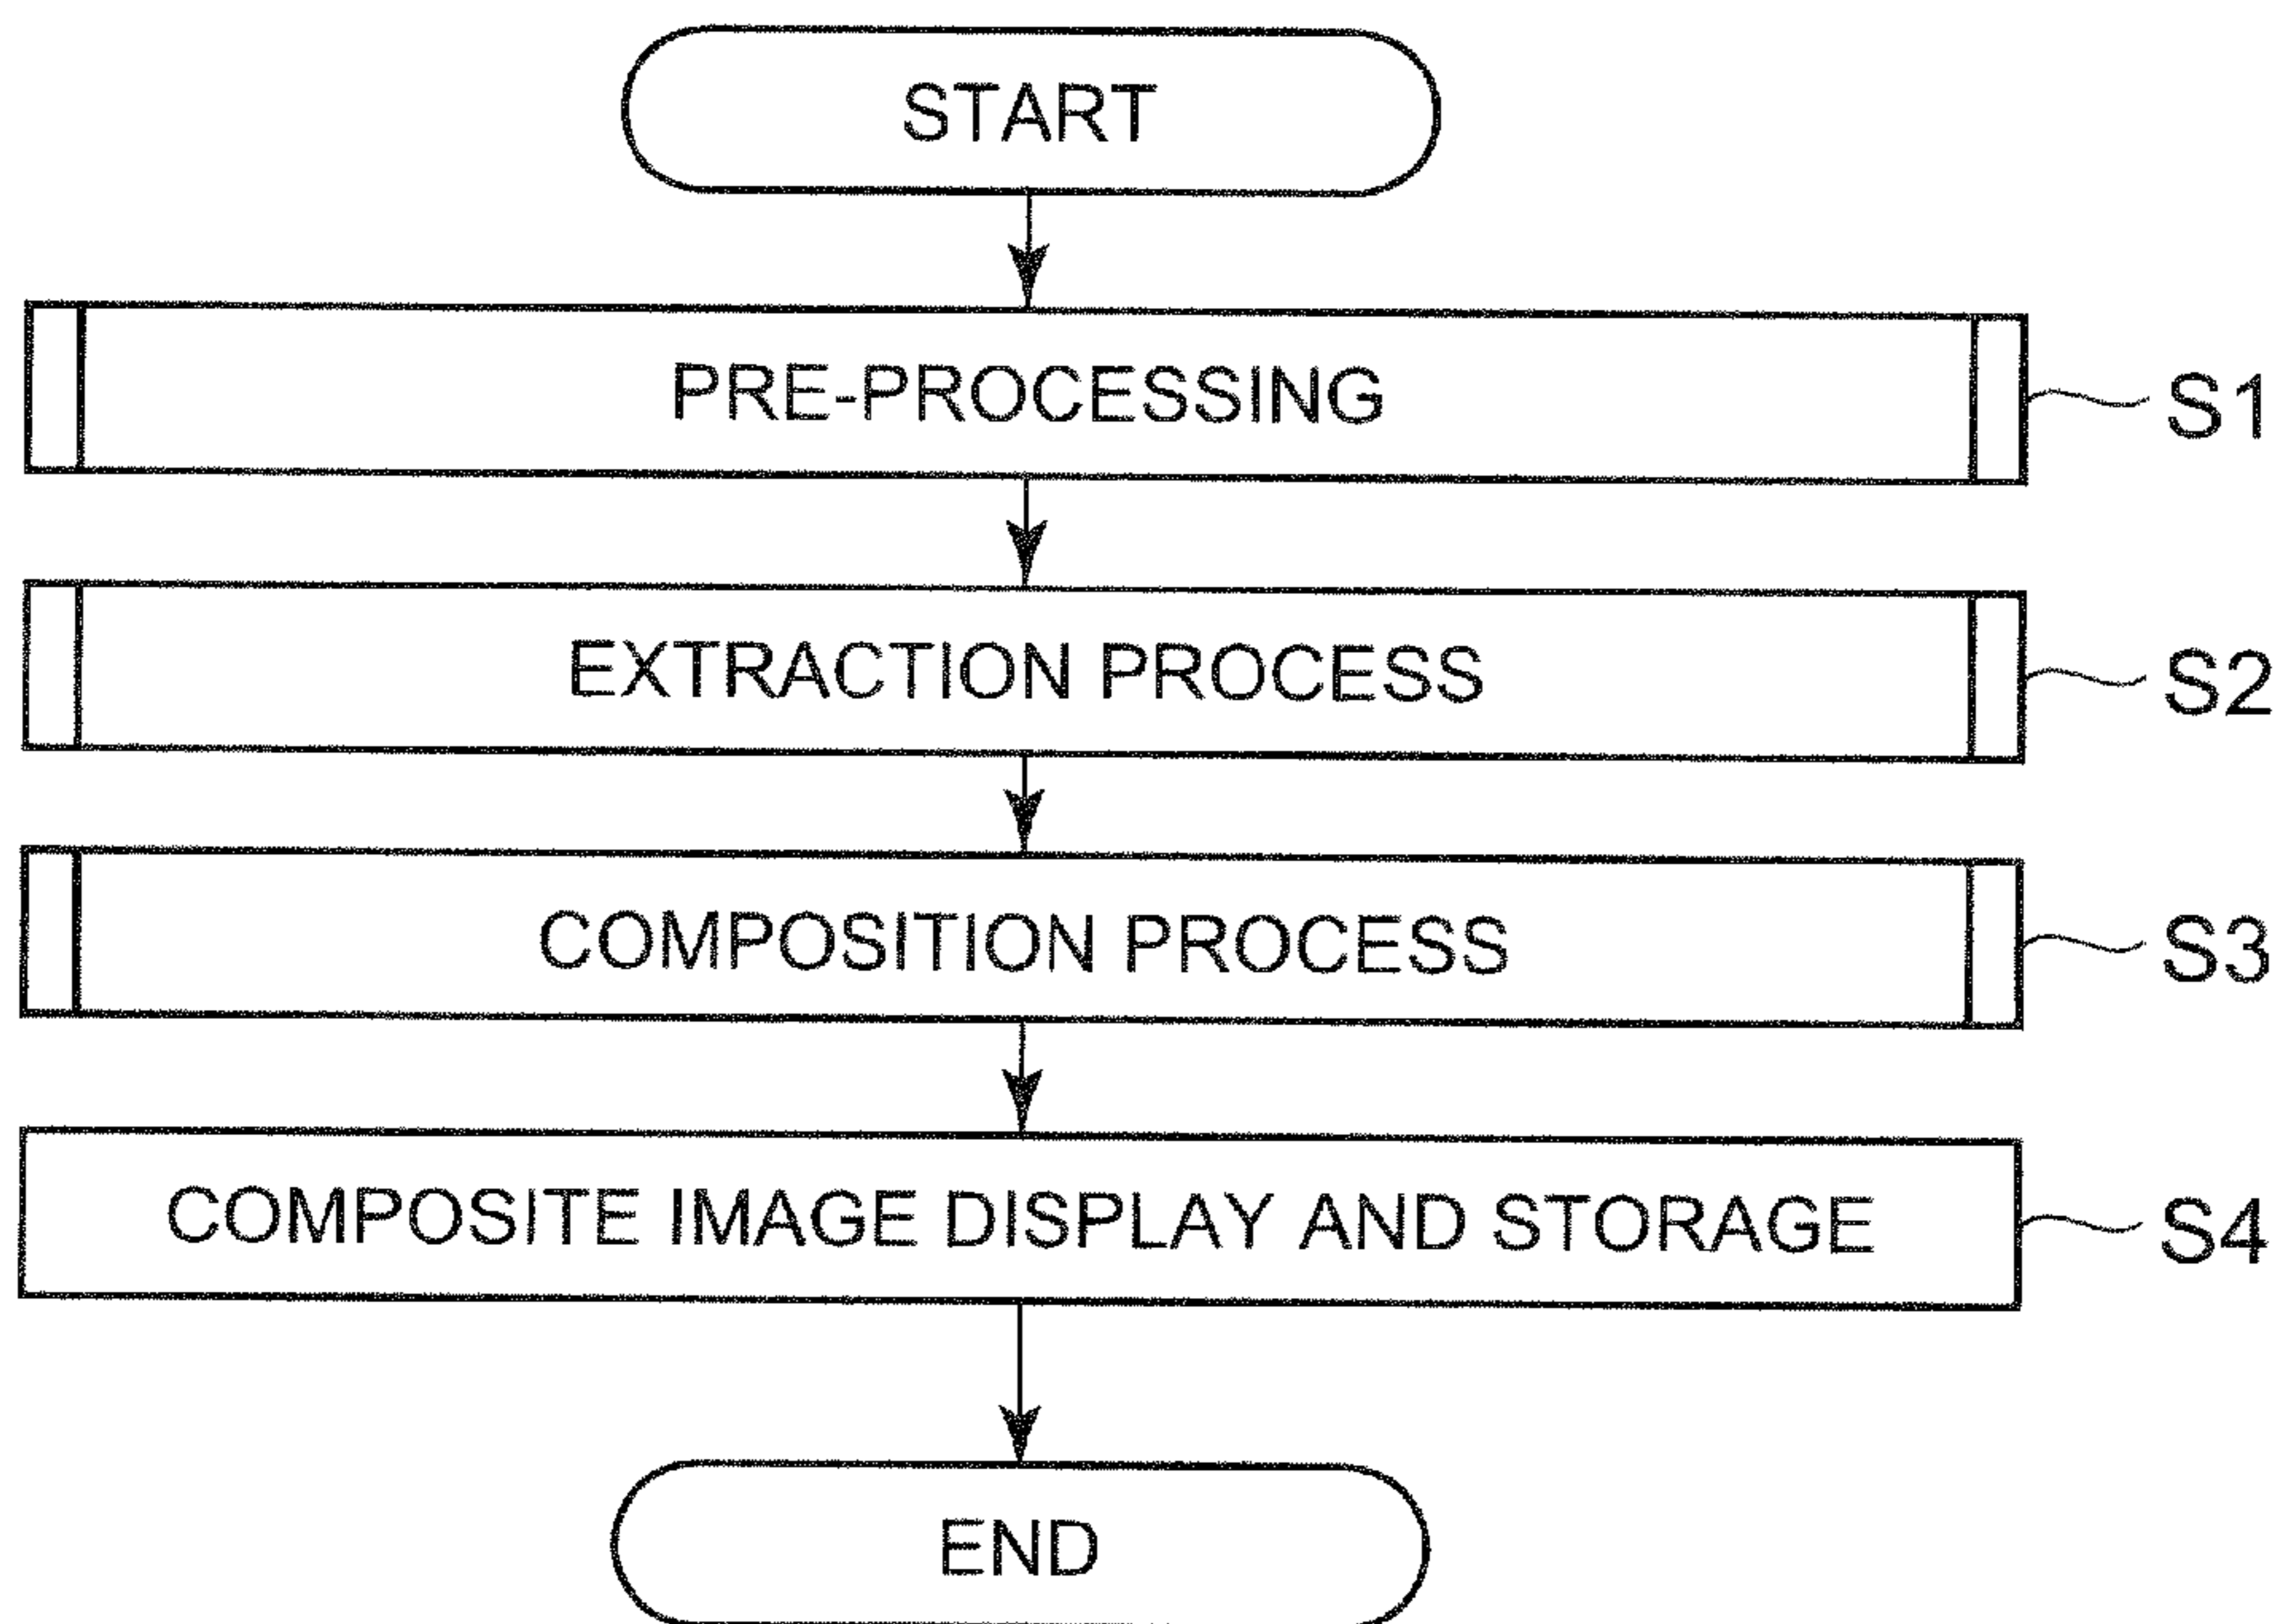 START
PRE-PROCESSING S1
EXTRACTION PROCESS S2
COMPOSITION PROCESS S3
COMPOSITE IMAGE DISPLAY AND STORAGE S4
END